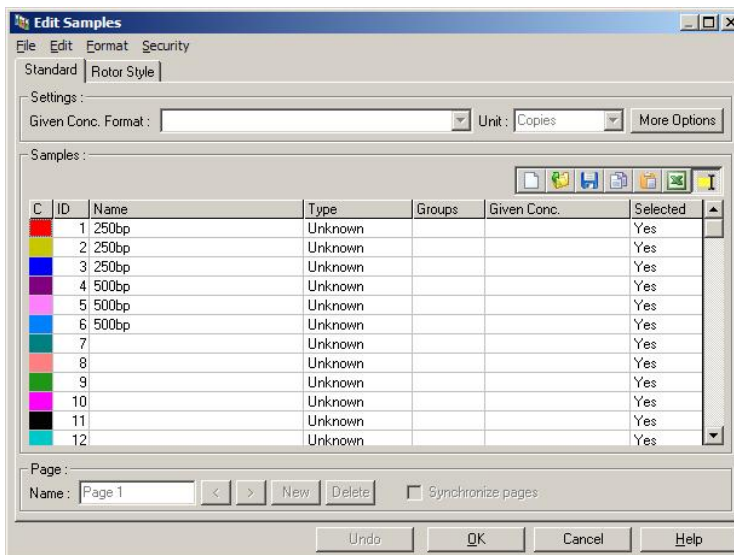 Edit Samples
File Edit Format Security
Standard Rotor Style
Settings :
Given Conc. Format : Unit : Copies More Options
Samples :
C ID Name Type Groups Given Conc. Selected
1 250bp Unknown Yes
2 250bp Unknown Yes
3 250bp Unknown Yes
4 500bp Unknown Yes
5 500bp Unknown Yes
6 500bp Unknown Yes
7 Unknown Yes
8 Unknown Yes
9 Unknown Yes
10 Unknown Yes
11 Unknown Yes
12 Unknown Yes
Page :
Name : Page 1 < > New Delete Synchronize pages
Undo OK Cancel Help